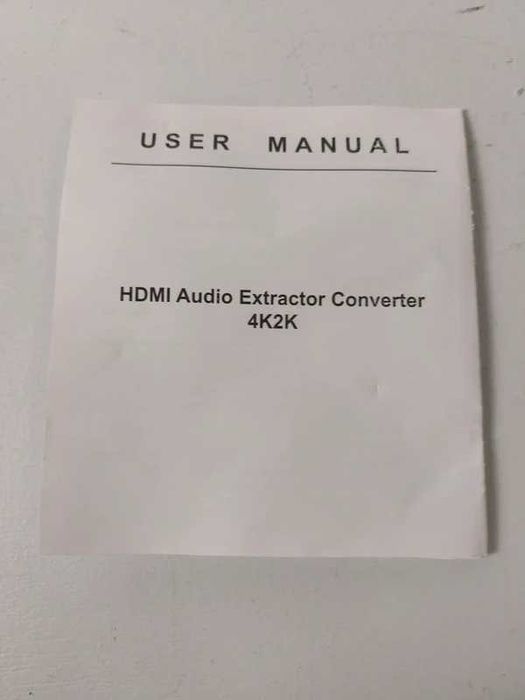 USER MANUAL
HDMI Audio Extractor Converter
4K2K